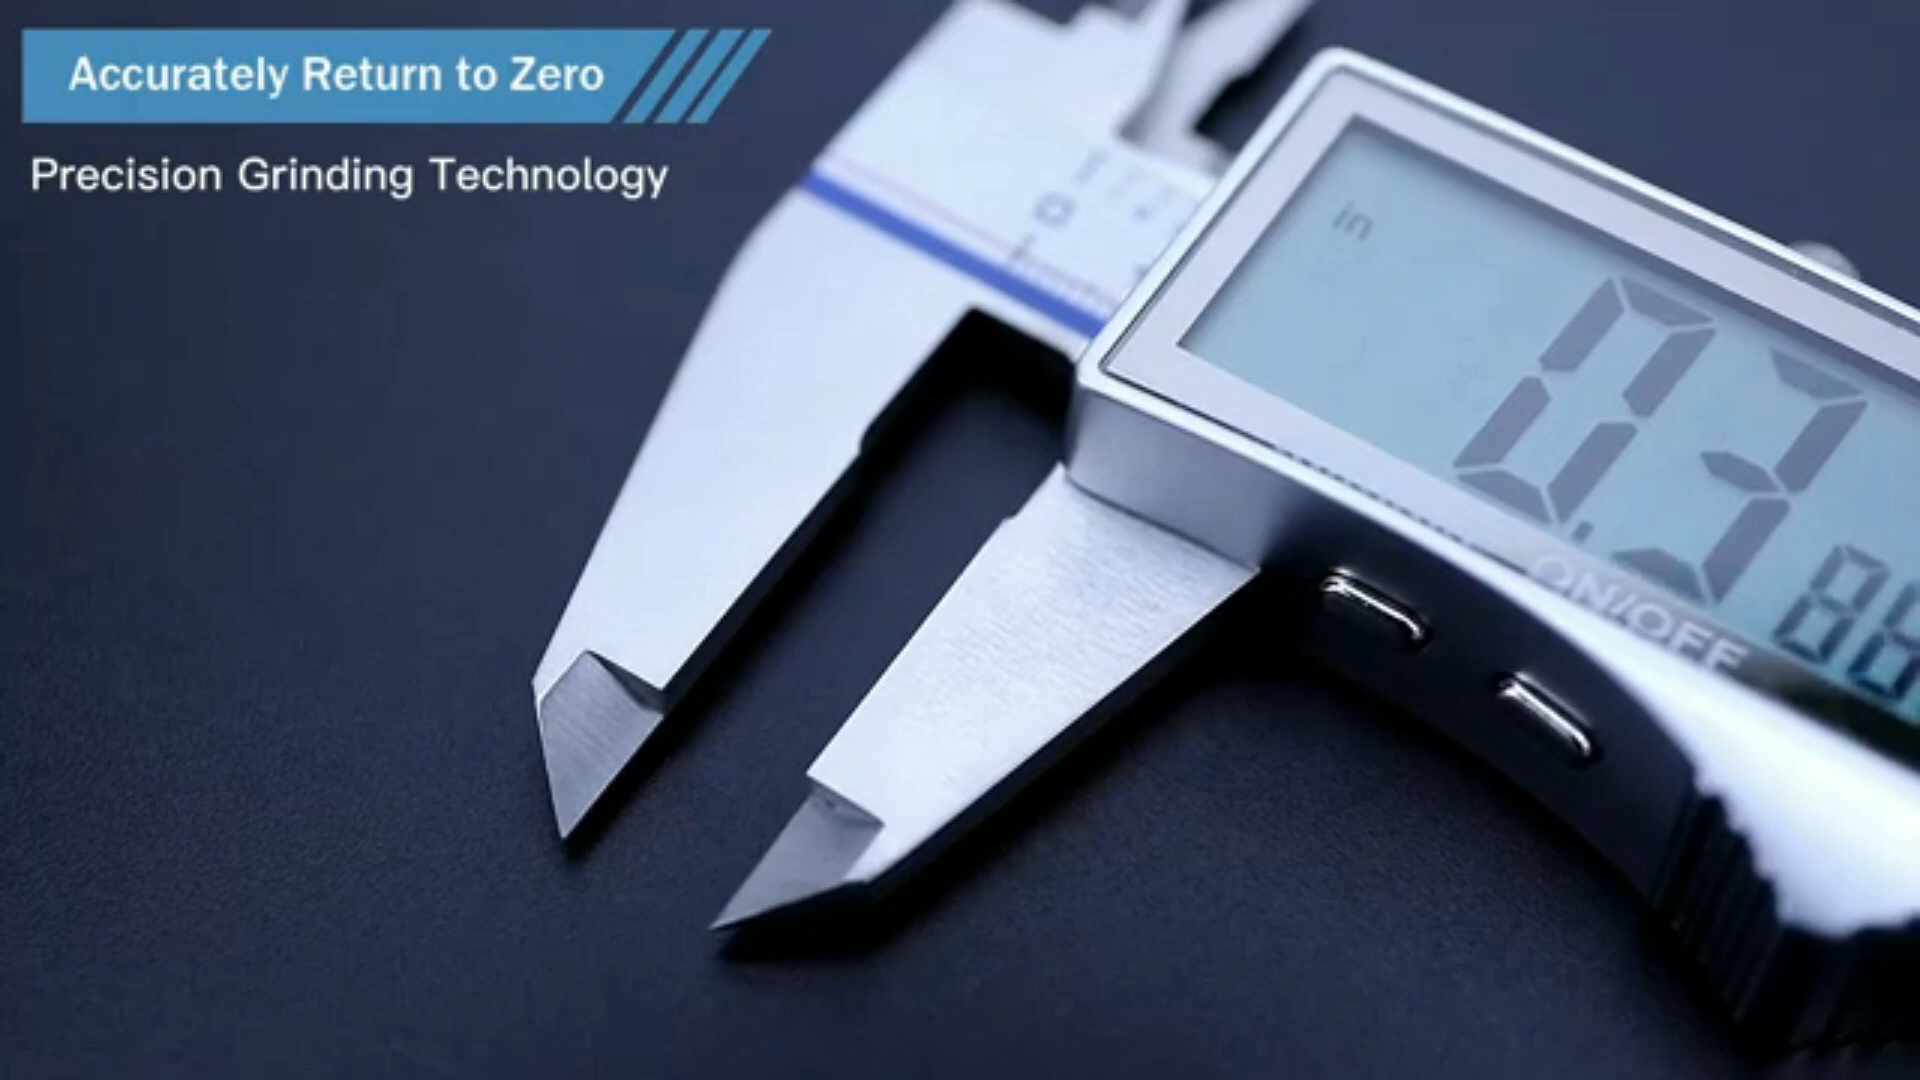 Accurately Return to Zero
Precision Grinding Technology
in
0.3
ON/OFF